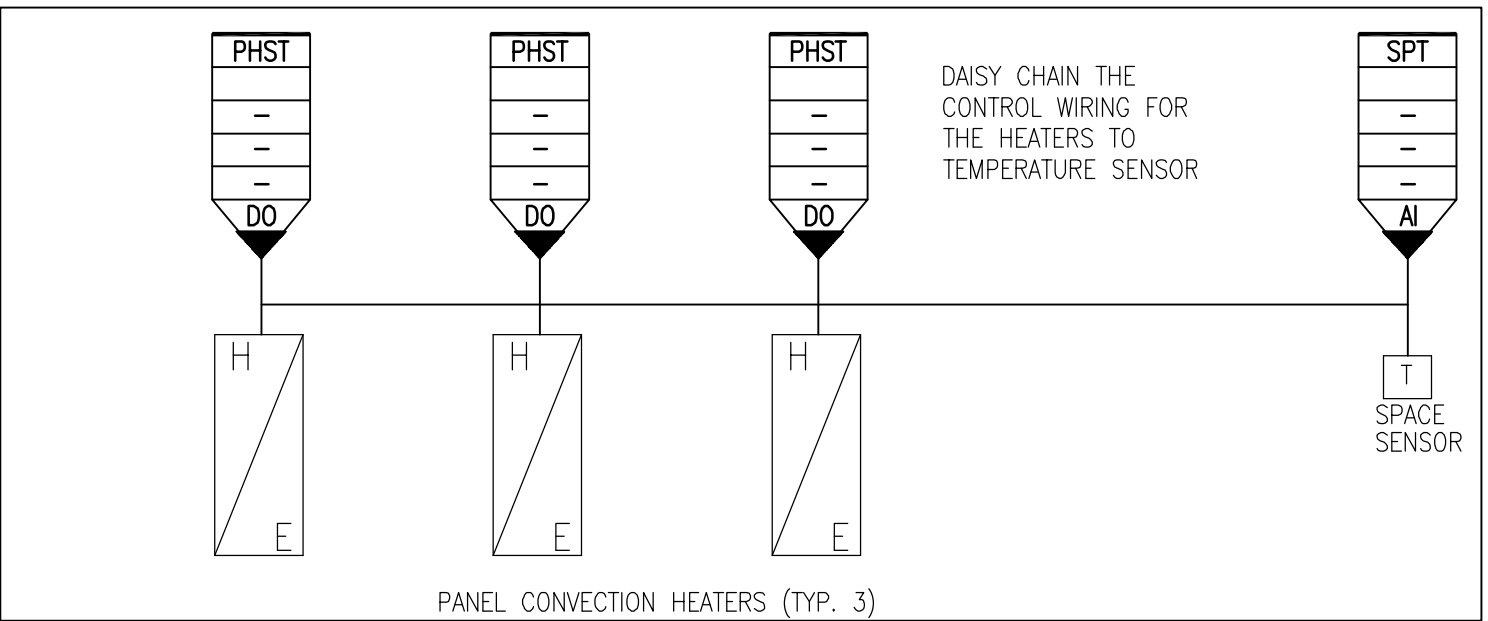 PHST
-
-
-
DO
PHST
-
-
-
DO
PHST
-
-
-
DO
DAISY CHAIN THE
CONTROL WIRING FOR
THE HEATERS TO
TEMPERATURE SENSOR
SPT
-
-
-
AI
H
E
H
E
H
E
T
SPACE
SENSOR
PANEL CONVECTION HEATERS (TYP. 3)